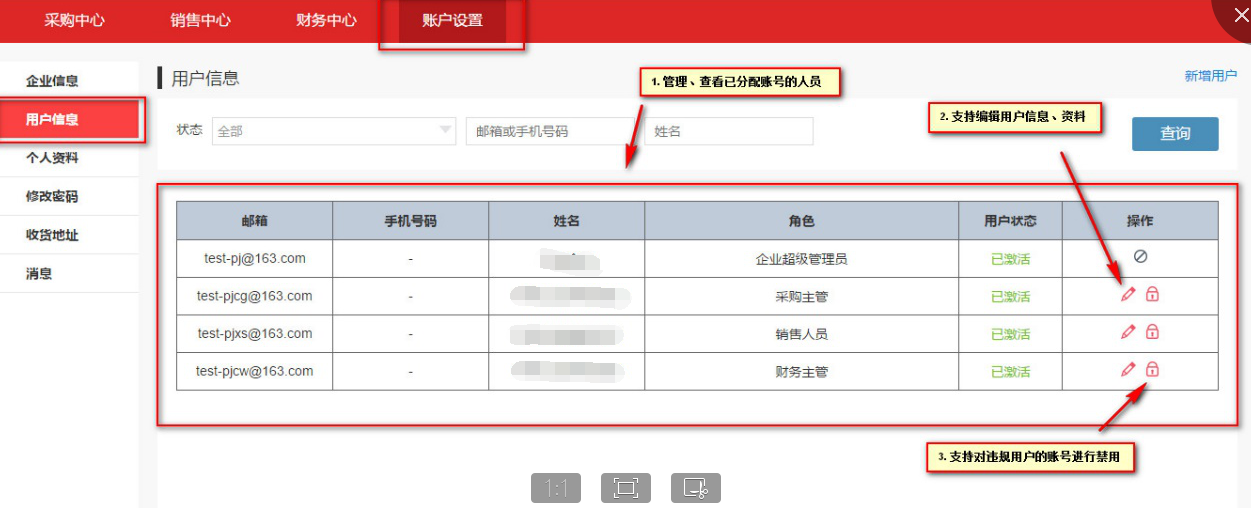 采购中心 销售中心 财务中心 账户设置
企业信息
用户信息
个人资料
修改密码
收货地址
消息
用户信息
新增用户
1. 管理、查看已分配账号的人员
2. 支持编辑用户信息、资料
状态 全部 邮箱或手机号码 姓名 查询
邮箱 手机号码 姓名 角色 用户状态 操作
test-pj@163.com - 企业超级管理员 已激活
test-pjcg@163.com - 采购主管 已激活
test-pjxs@163.com - 销售人员 已激活
test-pjcw@163.com - 财务主管 已激活
3. 支持对违规用户的账号进行禁用
1:1